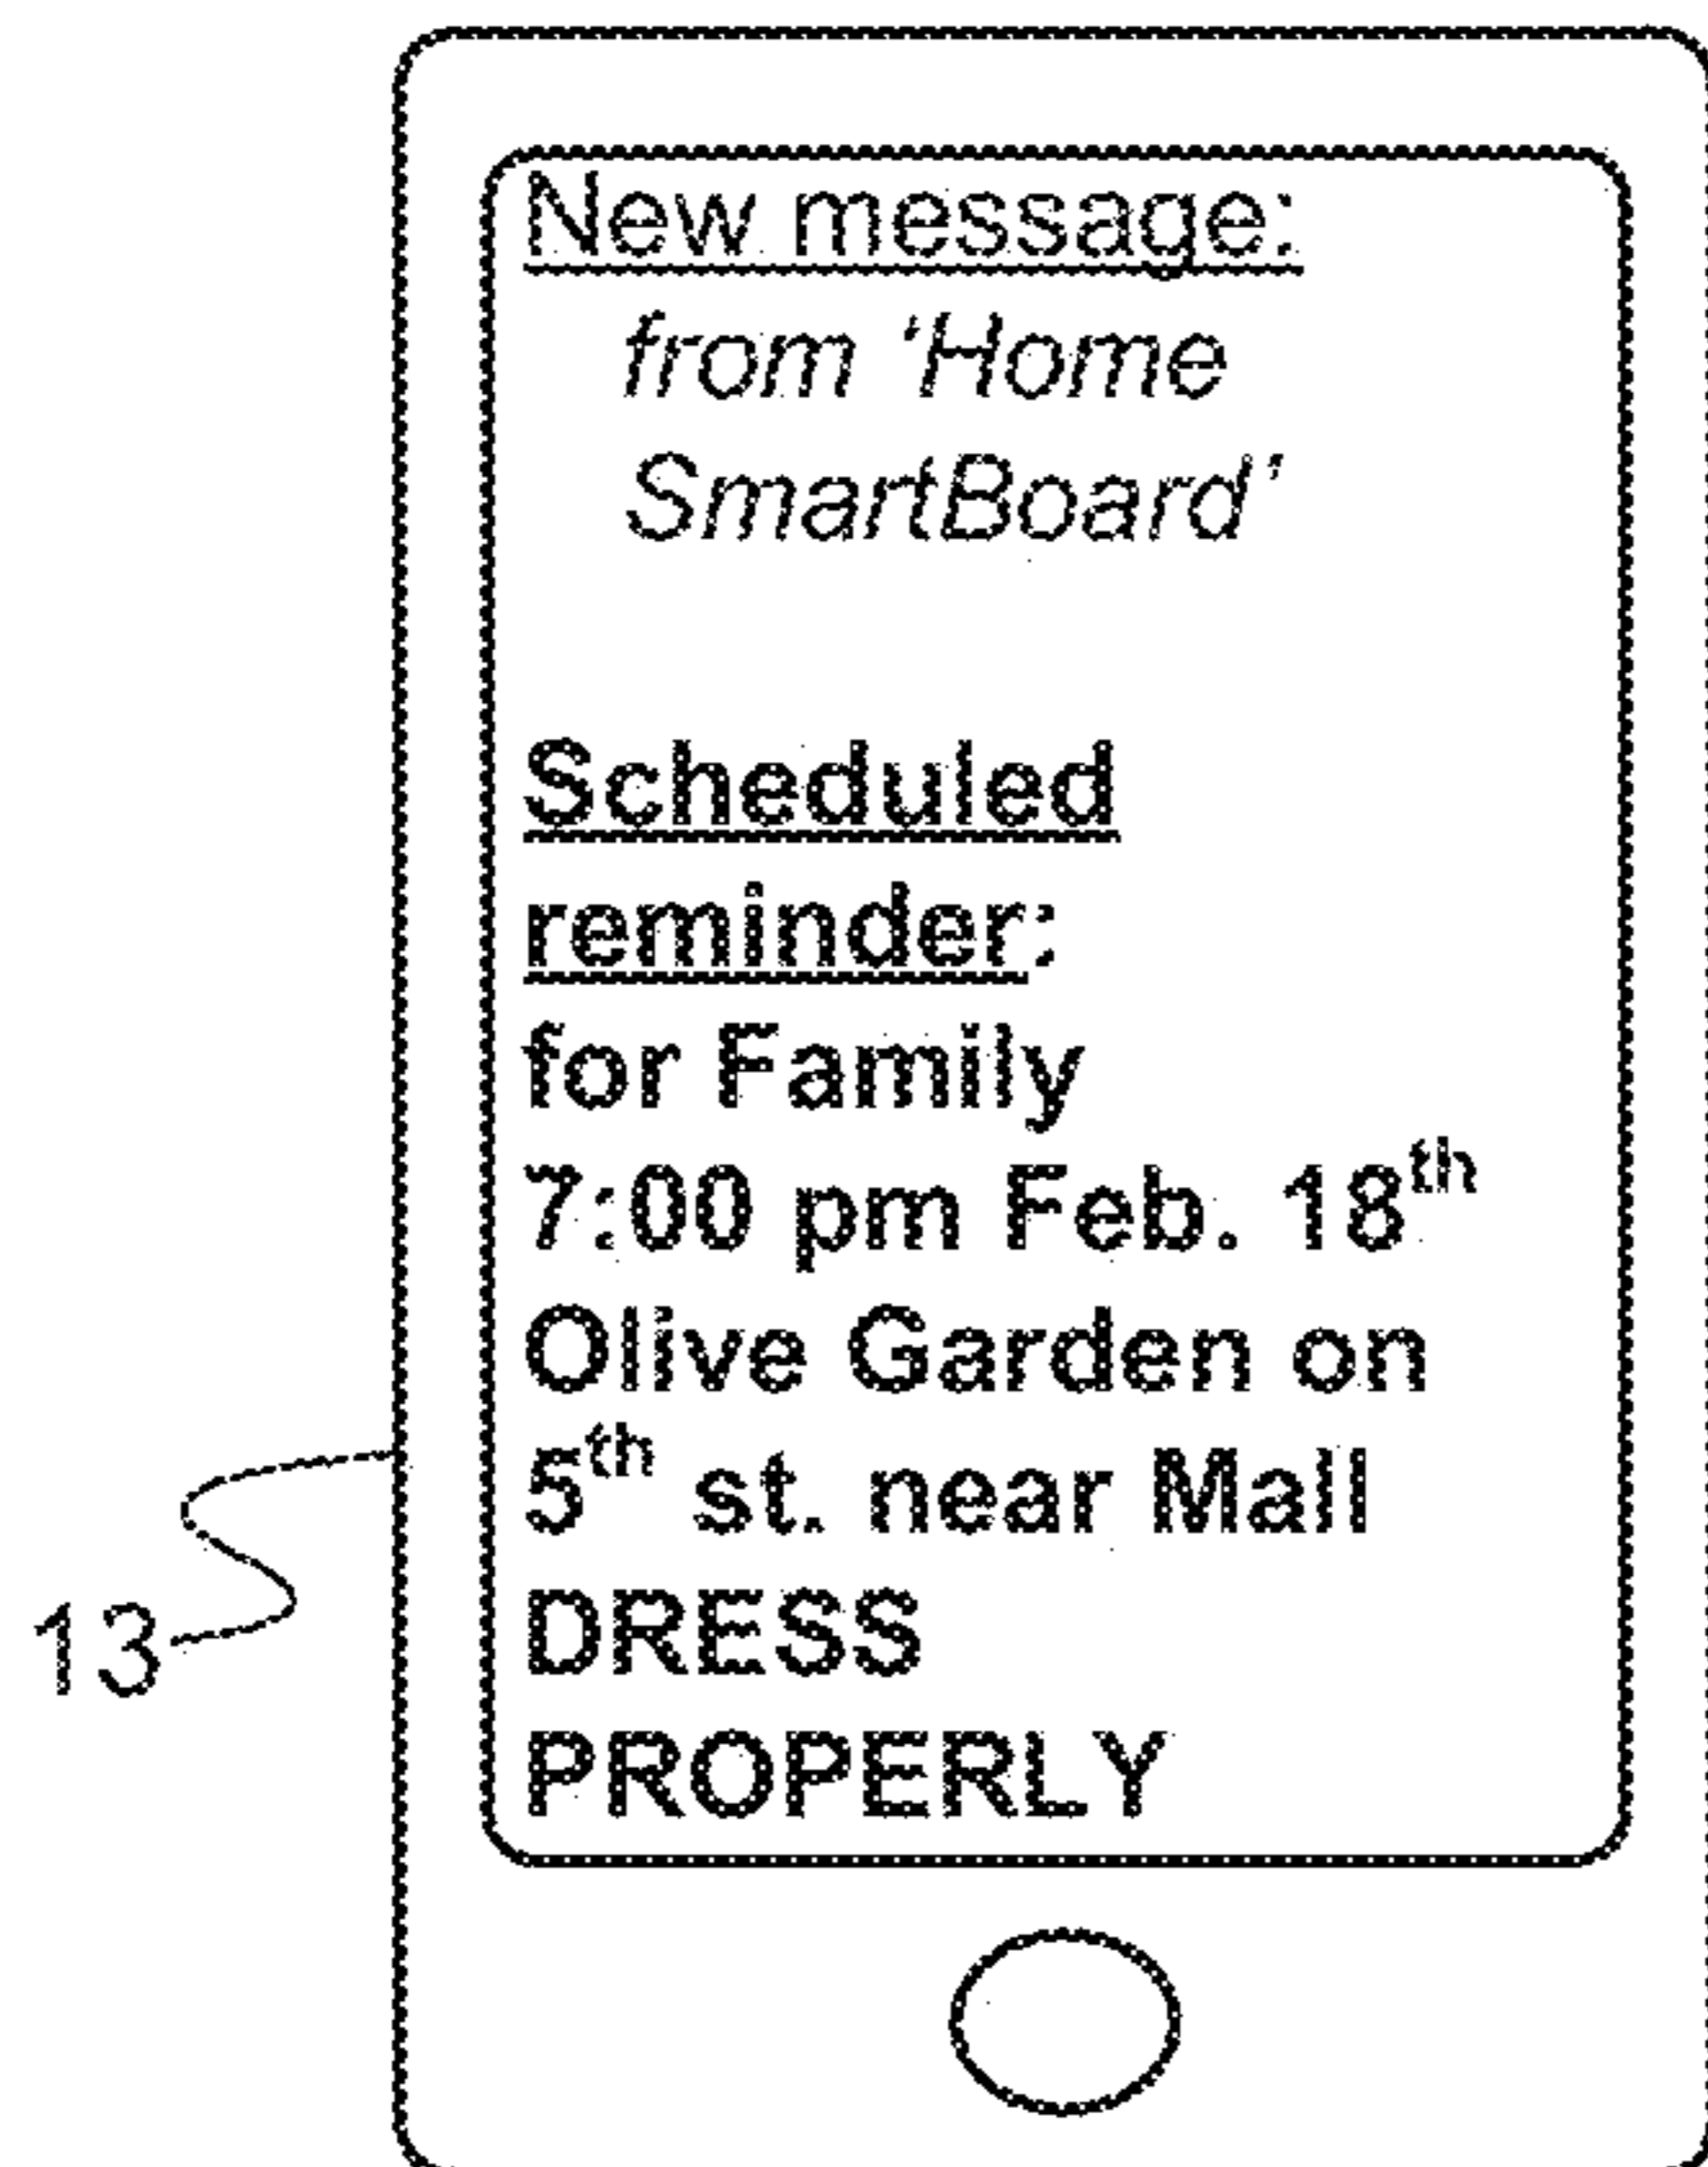 New message:
from 'Home
SmartBoard'
Scheduled
reminder:
for Family
7:00 pm Feb. 18th
Olive Garden on
5th st. near Mall
DRESS
PROPERLY
13